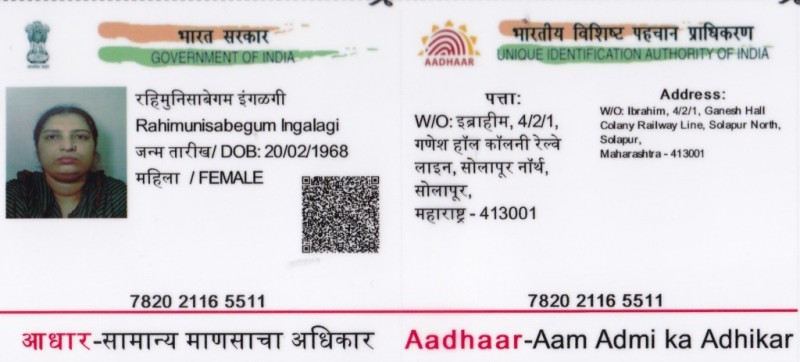 भारत सरकार
GOVERNMENT OF INDIA
रहिमुनिसाबेगम इंगळगी
Rahimunisabegum Ingalagi
जन्म तारीख/ DOB: 20/02/1968
महिला / FEMALE
7820 2116 5511
आधार-सामान्य माणसाचा अधिकार
भारतीय विशिष्ट पहचान प्राधिकरण
UNIQUE IDENTIFICATION AUTHORITY OF INDIA
AADHAAR
पत्ता:
W/O: इब्राहीम, 4/2/1,
गणेश हॉल कॉलनी रेल्वे
लाइन, सोलापूर नॉर्थ,
सोलापुर,
महाराष्ट्र - 413001
Address:
W/O: Ibrahim, 4/2/1, Ganesh Hall
Colany Railway Line, Solapur North,
Solapur,
Maharashtra - 413001
7820 2116 5511
Aadhaar-Aam Admi ka Adhikar